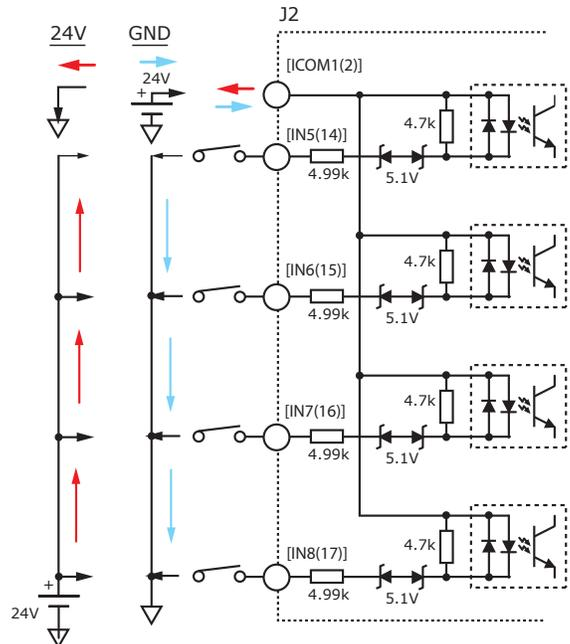 J2
24V
GND
[ICOM1(2)]
24V
+
4.7k
[IN5(14)]
4.99k
5.1V
4.7k
[IN6(15)]
4.99k
5.1V
4.7k
[IN7(16)]
4.99k
5.1V
4.7k
[IN8(17)]
+
24V
4.99k
5.1V